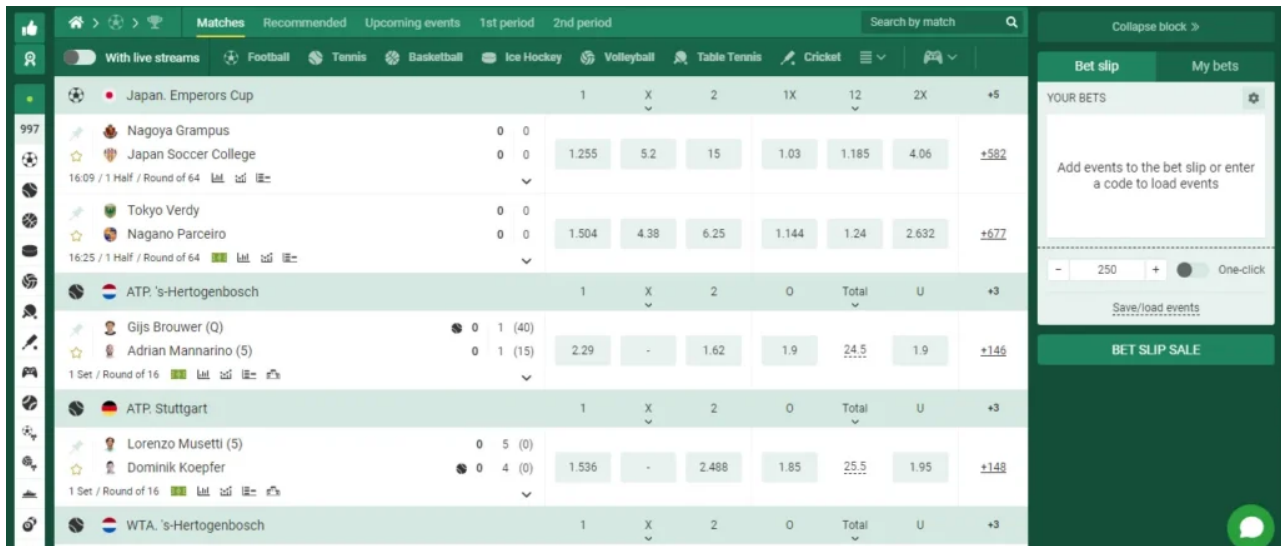 > > Matches Recommended Upcoming events 1st period 2nd period Search by match
With live streams Football Tennis Basketball Ice Hockey Volleyball Table Tennis Cricket
Collapse block »
Bet slip My bets
YOUR BETS
Add events to the bet slip or enter
a code to load events
- 250 + One-click
Save/load events
BET SLIP SALE
997
Japan. Emperors Cup 1 X 2 1X 12 2X +5
Nagoya Grampus 0 0
Japan Soccer College 0 0 1.255 5.2 15 1.03 1.185 4.06 +582
16:09 / 1 Half / Round of 64
Tokyo Verdy 0 0
Nagano Parceiro 0 0 1.504 4.38 6.25 1.144 1.24 2.632 +677
16:25 / 1 Half / Round of 64
ATP. 's-Hertogenbosch 1 X 2 O Total U +3
Gijs Brouwer (Q) 0 1 (40)
Adrian Mannarino (5) 0 1 (15) 2.29 - 1.62 1.9 24.5 1.9 +146
1 Set / Round of 16
ATP. Stuttgart 1 X 2 O Total U +3
Lorenzo Musetti (5) 0 5 (0)
Dominik Koepfer 0 4 (0) 1.536 - 2.488 1.85 25.5 1.95 +148
1 Set / Round of 16
WTA. 's-Hertogenbosch 1 X 2 O Total U +3